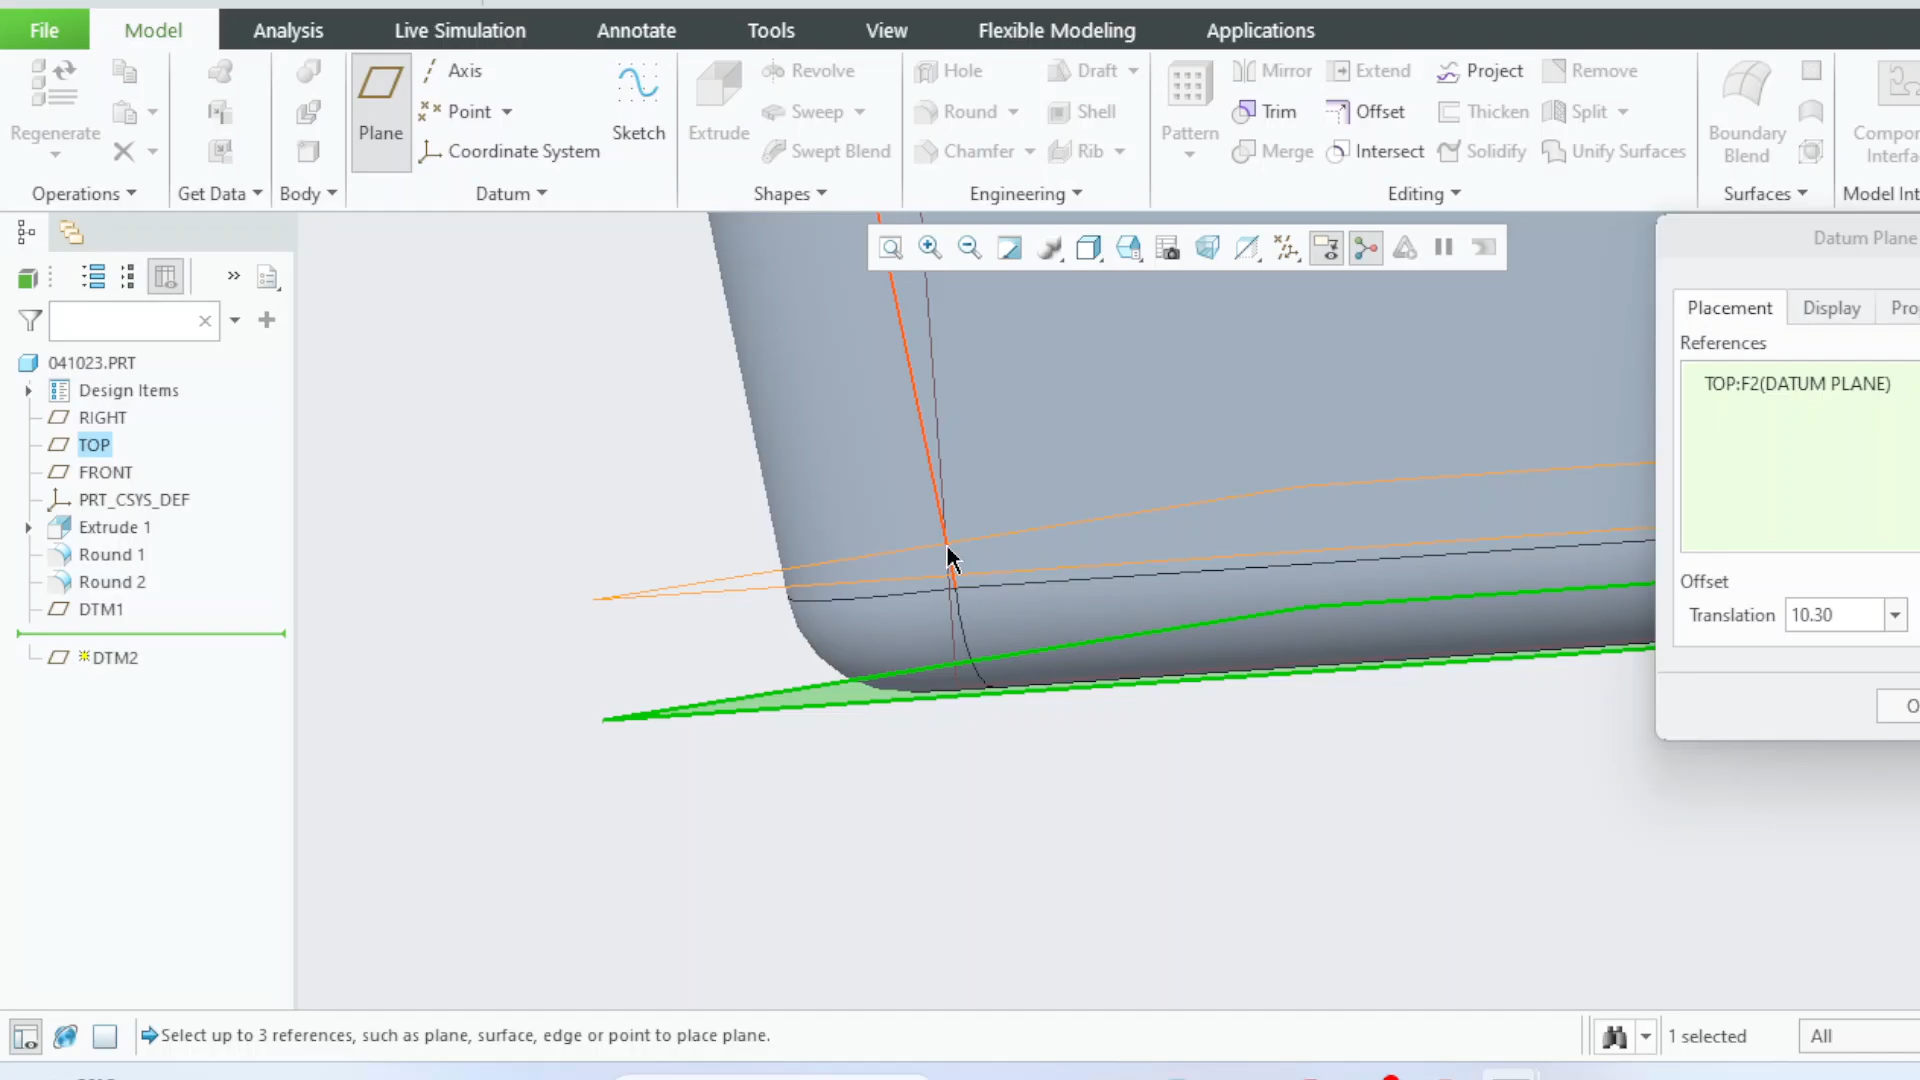 File Model Analysis Live Simulation Annotate Tools View Flexible Modeling Applications
Axis Revolve Hole Draft Mirror Extend Project Remove
Point Sweep Round Shell Trim Offset Thicken Split
Regenerate Plane Sketch Extrude Pattern Boundary Blend
Coordinate System Swept Blend Chamfer Rib Merge Intersect Solidify Unify Surfaces
Operations Get Data Body Datum Shapes Engineering Editing Surfaces Model Int
Compor
Interfa
Datum Plane
Placement Display Pro
References
TOP:F2(DATUM PLANE)
Offset
Translation 10.30
O
041023.PRT
Design Items
RIGHT
TOP
FRONT
PRT_CSYS_DEF
Extrude 1
Round 1
Round 2
DTM1
DTM2
Select up to 3 references, such as plane, surface, edge or point to place plane.
1 selected
All